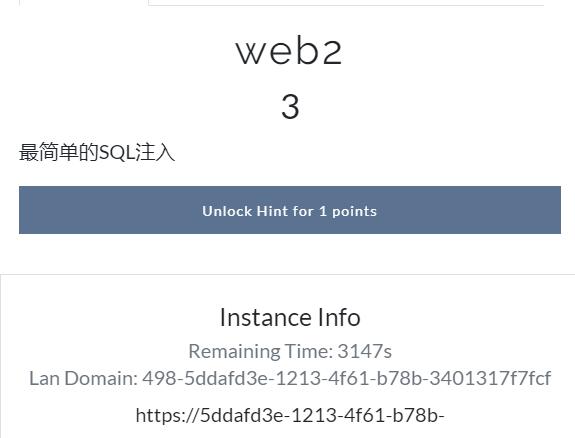 web2
3
最简单的SQL注入
Unlock Hint for 1 points
Instance Info
Remaining Time: 3147s
Lan Domain: 498-5ddafd3e-1213-4f61-b78b-3401317f7fcf
https://5ddafd3e-1213-4f61-b78b-